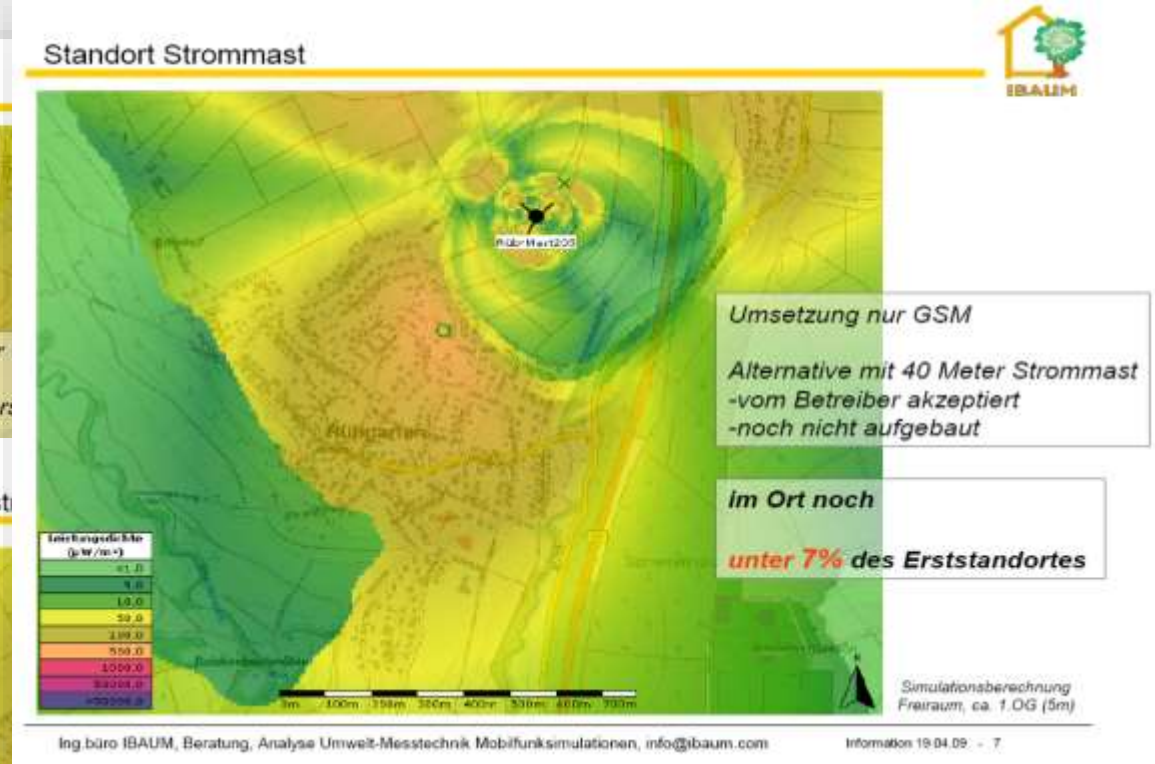 Standort Strommast
IBAUM
Umsetzung nur GSM
Alternative mit 40 Meter Strommast
-vom Betreiber akzeptiert
-noch nicht aufgebaut
im Ort noch
unter 7% des Erststandortes
Leistungsdichte
(µW/m²)
<1.0
10.0
50.0
100.0
500.0
1000.0
0m 100m 200m 300m 400m 500m 600m 700m
N
Simulationsberechnung
Freiraum, ca. 1.OG (5m)
Ing.büro IBAUM, Beratung, Analyse Umwelt-Messtechnik Mobilfunksimulationen, info@ibaum.com
Information 19.04.09 - 7